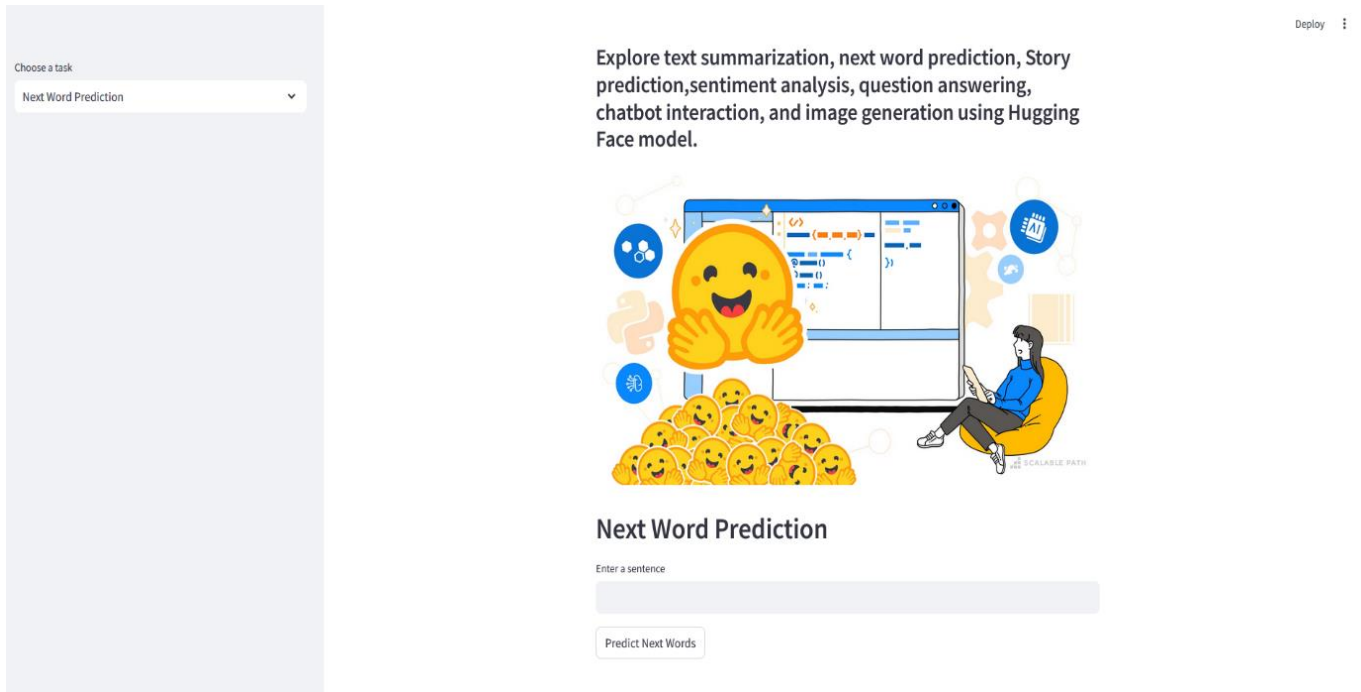 Deploy
Choose a task
Next Word Prediction
Explore text summarization, next word prediction, Story
prediction,sentiment analysis, question answering,
chatbot interaction, and image generation using Hugging
Face model.
</>
AI
SCALABLE PATH
Next Word Prediction
Enter a sentence
Predict Next Words